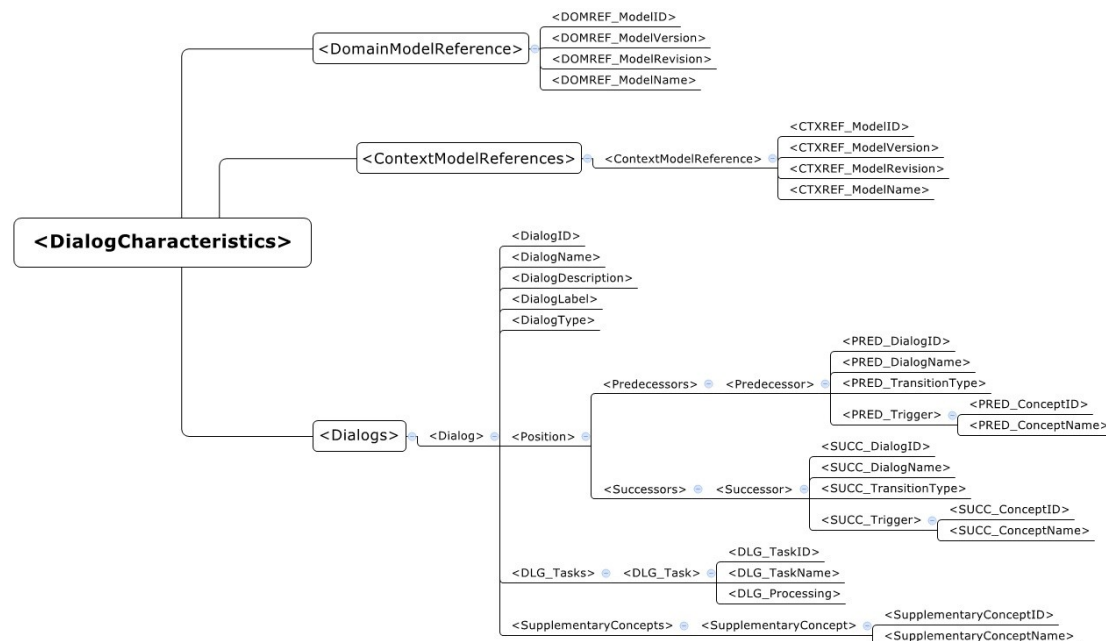 <DOMREF_ModelID>
<DOMREF_ModelVersion>
<DomainModelReference>
<DOMREF_ModelRevision>
<DOMREF_ModelName>
<CTXREF_ModelID>
<CTXREF_ModelVersion>
<ContextModelReferences> <ContextModelReference>
<CTXREF_ModelRevision>
<CTXREF_ModelName>
<DialogCharacteristics>
<DialogID>
<DialogName>
<DialogDescription>
<DialogLabel>
<DialogType>
<PRED_DialogID>
<PRED_DialogName>
<Predecessors> <Predecessor> <PRED_TransitionType>
<PRED_Trigger>
<PRED_ConceptID>
<PRED_ConceptName>
<Dialogs> <Dialog> <Position>
<SUCC_DialogID>
<SUCC_DialogName>
<Successors> <Successor> <SUCC_TransitionType>
<SUCC_Trigger>
<SUCC_ConceptID>
<SUCC_ConceptName>
<DLG_TaskID>
<DLG_Tasks> <DLG_Task> <DLG_TaskName>
<DLG_Processing>
<SupplementaryConcepts> <SupplementaryConcept>
<SupplementaryConceptID>
<SupplementaryConceptName>